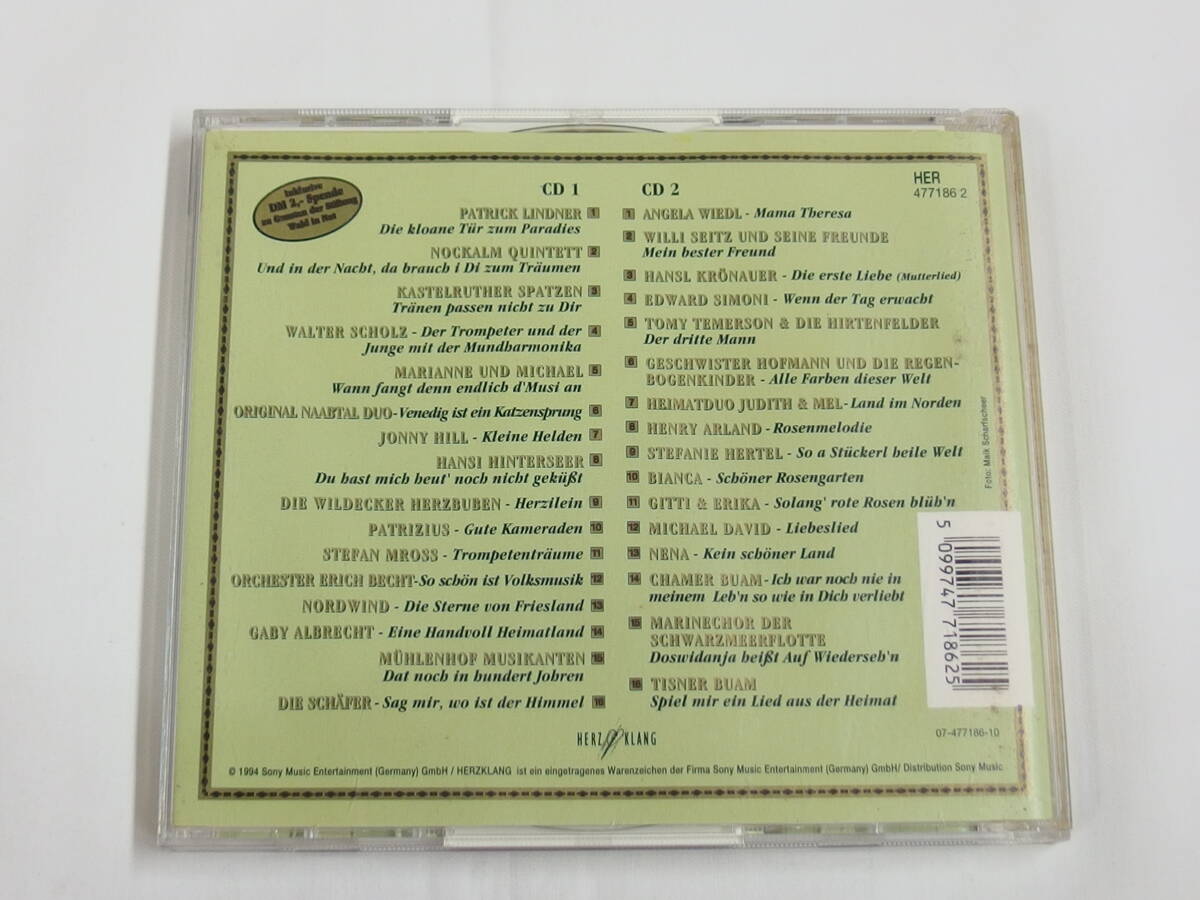 Inklusive
DM 2,- Spende
zu Gunsten der Stiftung
Wald in Not
CD 1
PATRICK LINDNER 1
Die kloane Tür zum Paradies
NOCKALM QUINTETT 2
Und in der Nacht, da brauch i Di zum Träumen
KASTELRUTHER SPATZEN 3
Tränen passen nicht zu Dir
WALTER SCHOLZ - Der Trompeter und der 4
Junge mit der Mundharmonika
MARIANNE UND MICHAEL 5
Wann fangt denn endlich d'Musi an
ORIGINAL NAABTAL DUO-Venedig ist ein Katzensprung 6
JONNY HILL - Kleine Helden 7
HANSI HINTERSEER 8
Du hast mich heut' noch nicht geküßt
DIE WILDECKER HERZBUBEN - Herzilein 9
PATRIZIUS - Gute Kameraden 10
STEFAN MROSS - Trompetenträume 11
ORCHESTER ERICH BECHT-So schön ist Volksmusik 12
NORDWIND - Die Sterne von Friesland 13
GABY ALBRECHT - Eine Handvoll Heimatland 14
MÜHLENHOF MUSIKANTEN 15
Dat noch in hundert Johren
DIE SCHÄFER - Sag mir, wo ist der Himmel 16
CD 2
1 ANGELA WIEDL - Mama Theresa
2 WILLI SEITZ UND SEINE FREUNDE
Mein bester Freund
3 HANSL KRÖNAUER - Die erste Liebe (Mutterlied)
4 EDWARD SIMONI - Wenn der Tag erwacht
5 TOMY TEMERSON & DIE HIRTENFELDER
Der dritte Mann
6 GESCHWISTER HOFMANN UND DIE REGEN-
BOGENKINDER - Alle Farben dieser Welt
7 HEIMATDUO JUDITH & MEL-Land im Norden
8 HENRY ARLAND - Rosenmelodie
9 STEFANIE HERTEL - So a Stückerl heile Welt
10 BIANCA - Schöner Rosengarten
11 GITTI & ERIKA - Solang' rote Rosen blüh'n
12 MICHAEL DAVID - Liebeslied
13 NENA - Kein schöner Land
14 CHAMER BUAM-Ich war noch nie in
meinem Leb'n so wie in Dich verliebt
15 MARINECHOR DER
SCHWARZMEERFLOTTE
Doswidanja heißt Auf Wiederseh'n
16 TISNER BUAM
Spiel mir ein Lied aus der Heimat
HER
477186 2
Foto: Maik Scharfscheer
5 099747 718625
07-477186-10
HERZ KLANG
© 1994 Sony Music Entertainment (Germany) GmbH / HERZKLANG ist ein eingetragenes Warenzeichen der Firma Sony Music Entertainment (Germany) GmbH/ Distribution Sony Music